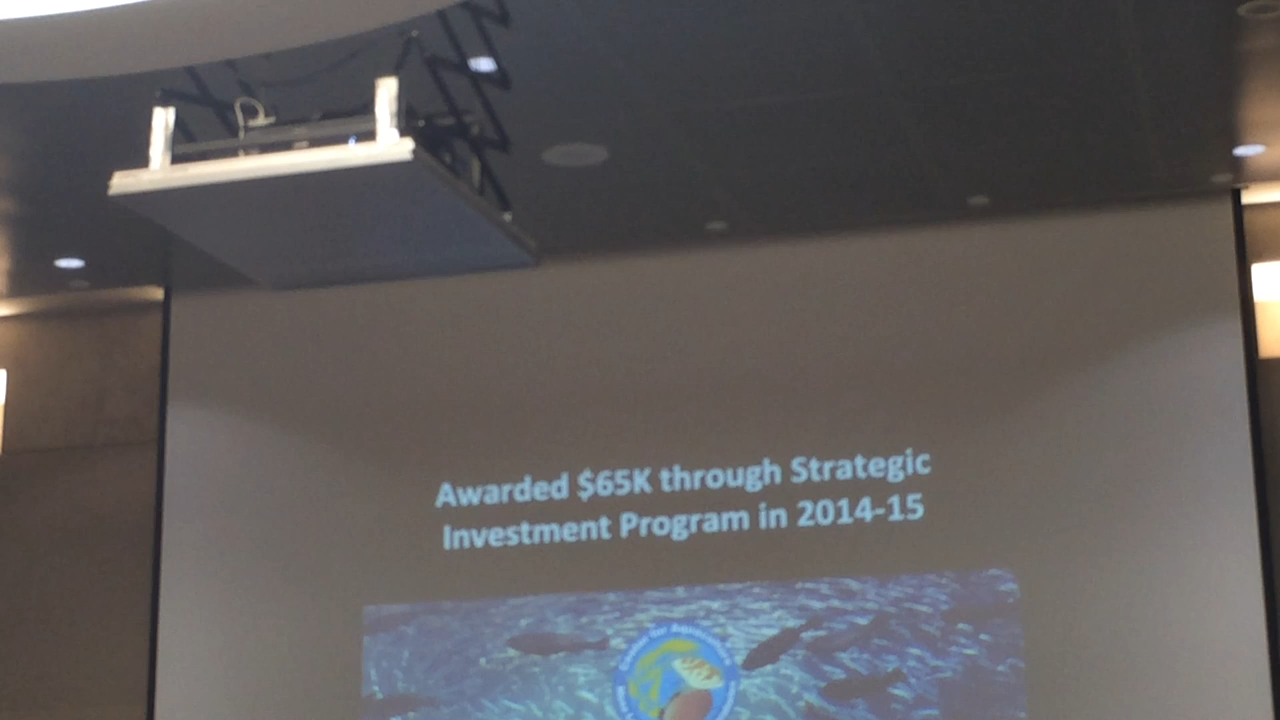 Awarded $65K through Strategic
Investment Program in 2014-15